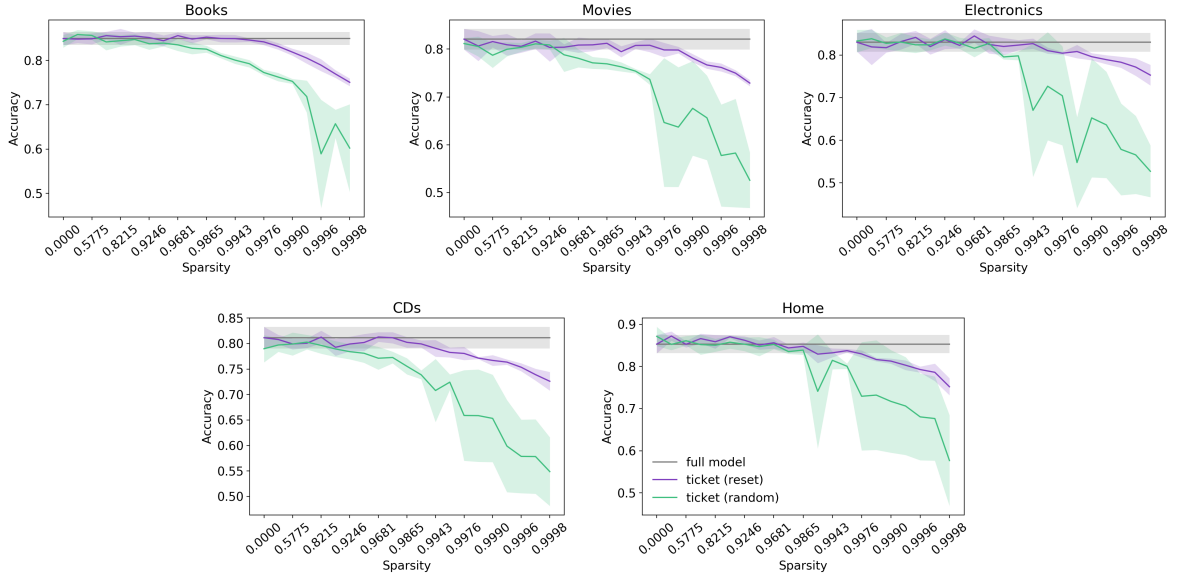 Books
Accuracy
0.8
0.7
0.6
0.5
0.0000 0.5775 0.8215 0.9246 0.9681 0.9865 0.9943 0.9976 0.9990 0.9996 0.9998
Sparsity
Movies
Accuracy
0.8
0.7
0.6
0.5
0.0000 0.5775 0.8215 0.9246 0.9681 0.9865 0.9943 0.9976 0.9990 0.9996 0.9998
Sparsity
Electronics
Accuracy
0.8
0.7
0.6
0.5
0.0000 0.5775 0.8215 0.9246 0.9681 0.9865 0.9943 0.9976 0.9990 0.9996 0.9998
Sparsity
CDs
Accuracy
0.85
0.80
0.75
0.70
0.65
0.60
0.55
0.50
0.0000 0.5775 0.8215 0.9246 0.9681 0.9865 0.9943 0.9976 0.9990 0.9996 0.9998
Sparsity
Home
Accuracy
0.9
0.8
0.7
0.6
0.5
full model
ticket (reset)
ticket (random)
0.0000 0.5775 0.8215 0.9246 0.9681 0.9865 0.9943 0.9976 0.9990 0.9996 0.9998
Sparsity